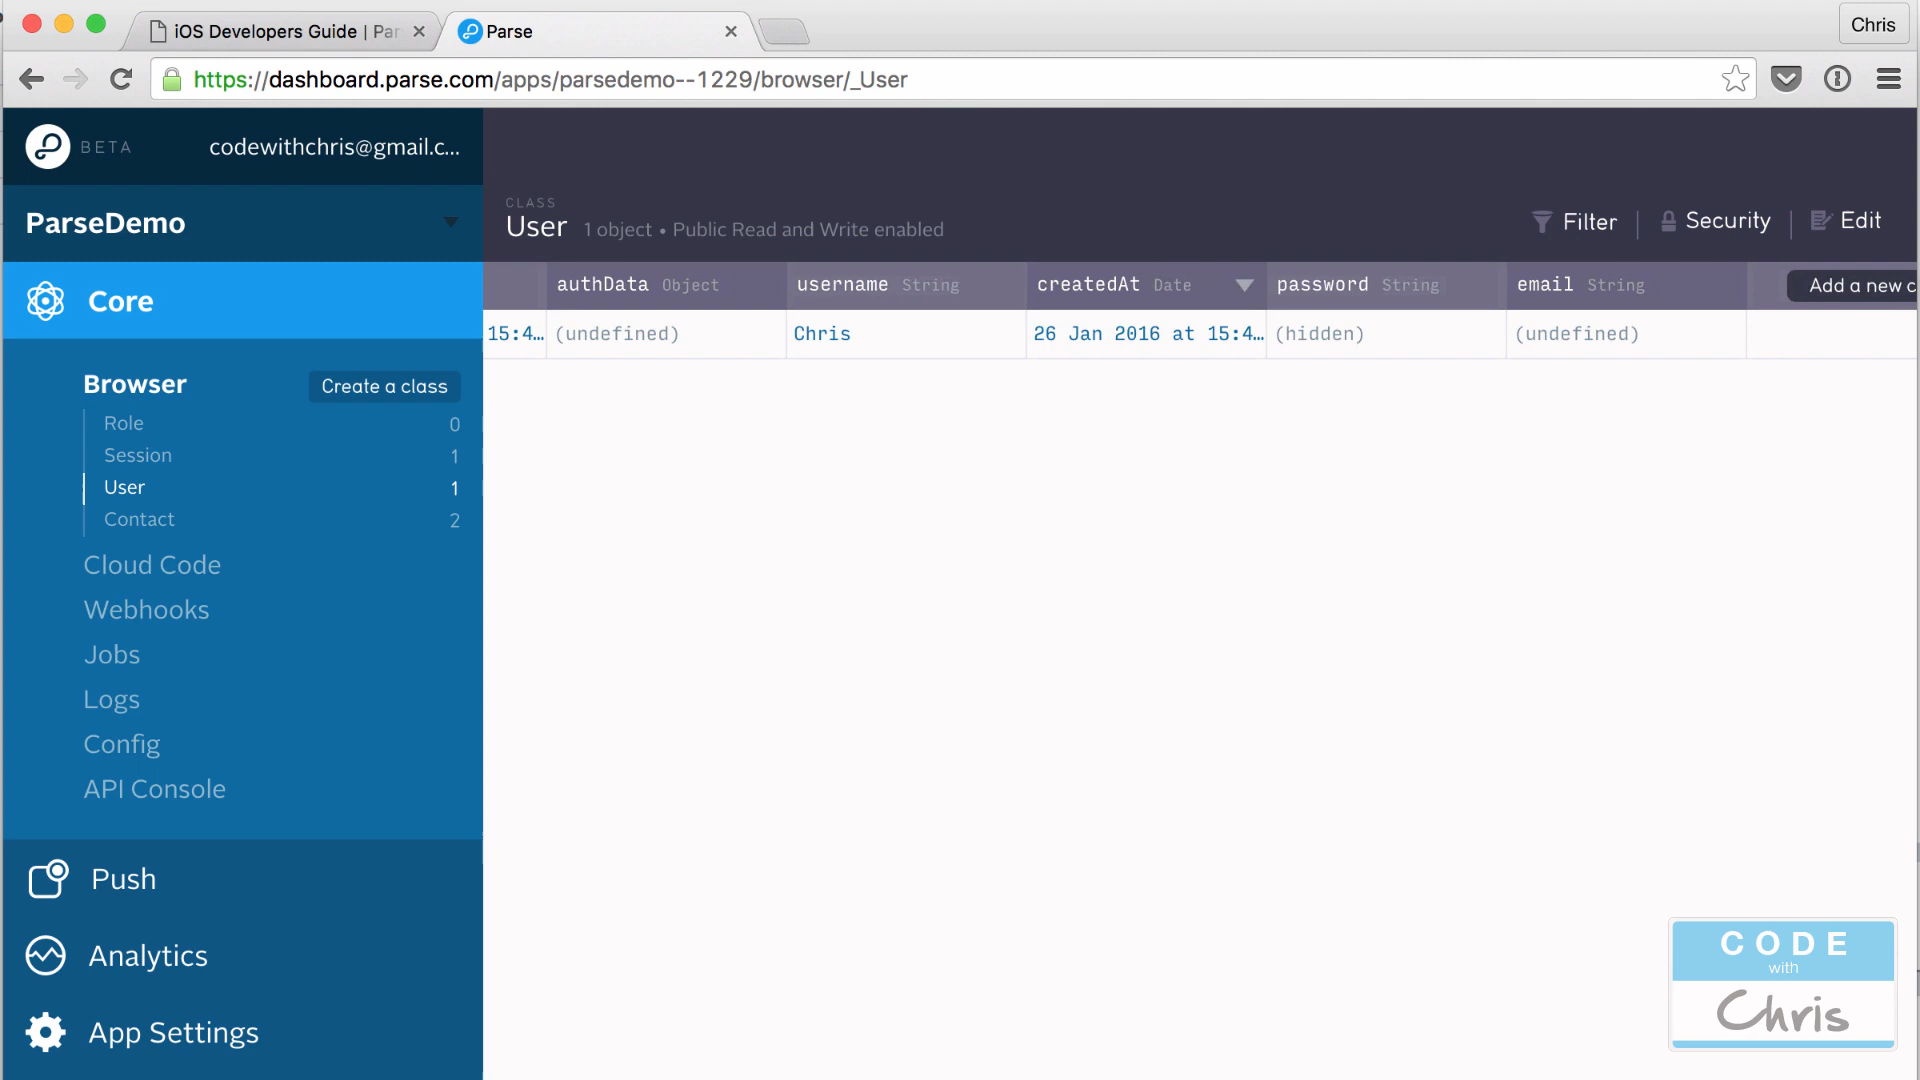 iOS Developers Guide | Par
Parse
Chris
https://dashboard.parse.com/apps/parsedemo--1229/browser/_User
BETA
codewithchris@gmail.c...
ParseDemo
CLASS
User 1 object • Public Read and Write enabled
Filter
Security
Edit
authData Object
username String
createdAt Date
password String
email String
Add a new c
15:4...
(undefined)
Chris
26 Jan 2016 at 15:4...
(hidden)
(undefined)
Core
Browser
Create a class
Role 0
Session 1
User 1
Contact 2
Cloud Code
Webhooks
Jobs
Logs
Config
API Console
Push
Analytics
App Settings
CODE
with
Chris